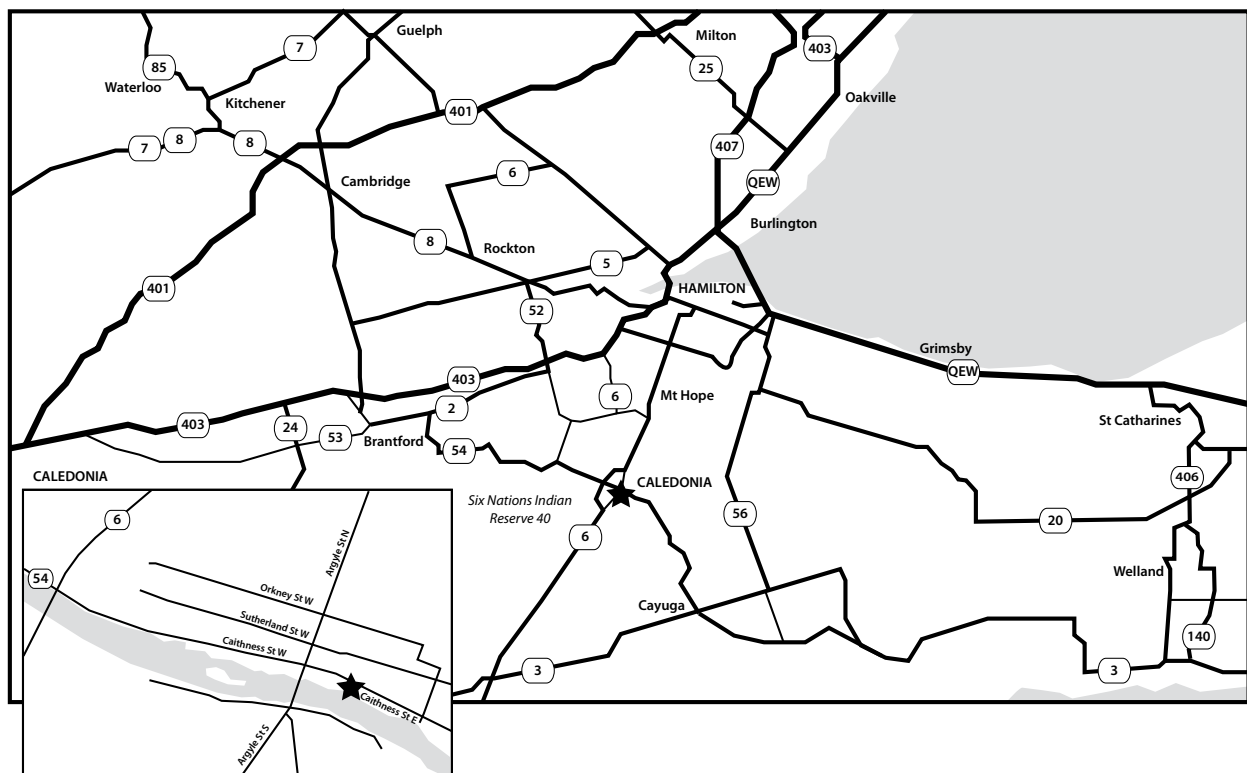 Guelph
7
Milton
403
85
25
Waterloo
Kitchener
Oakville
401
7
8
8
407
6
QEW
Cambridge
Burlington
8
Rockton
5
401
HAMILTON
52
Grimsby
QEW
403
6
Mt Hope
2
403
24
53
Brantford
St Catharines
54
CALEDONIA
406
CALEDONIA
Six Nations Indian
Reserve 40
56
20
6
Welland
Cayuga
140
3
3
6
Argyle St N
54
Orkney St W
Sutherland St W
Caithness St W
Caithness St E
Argyle St S